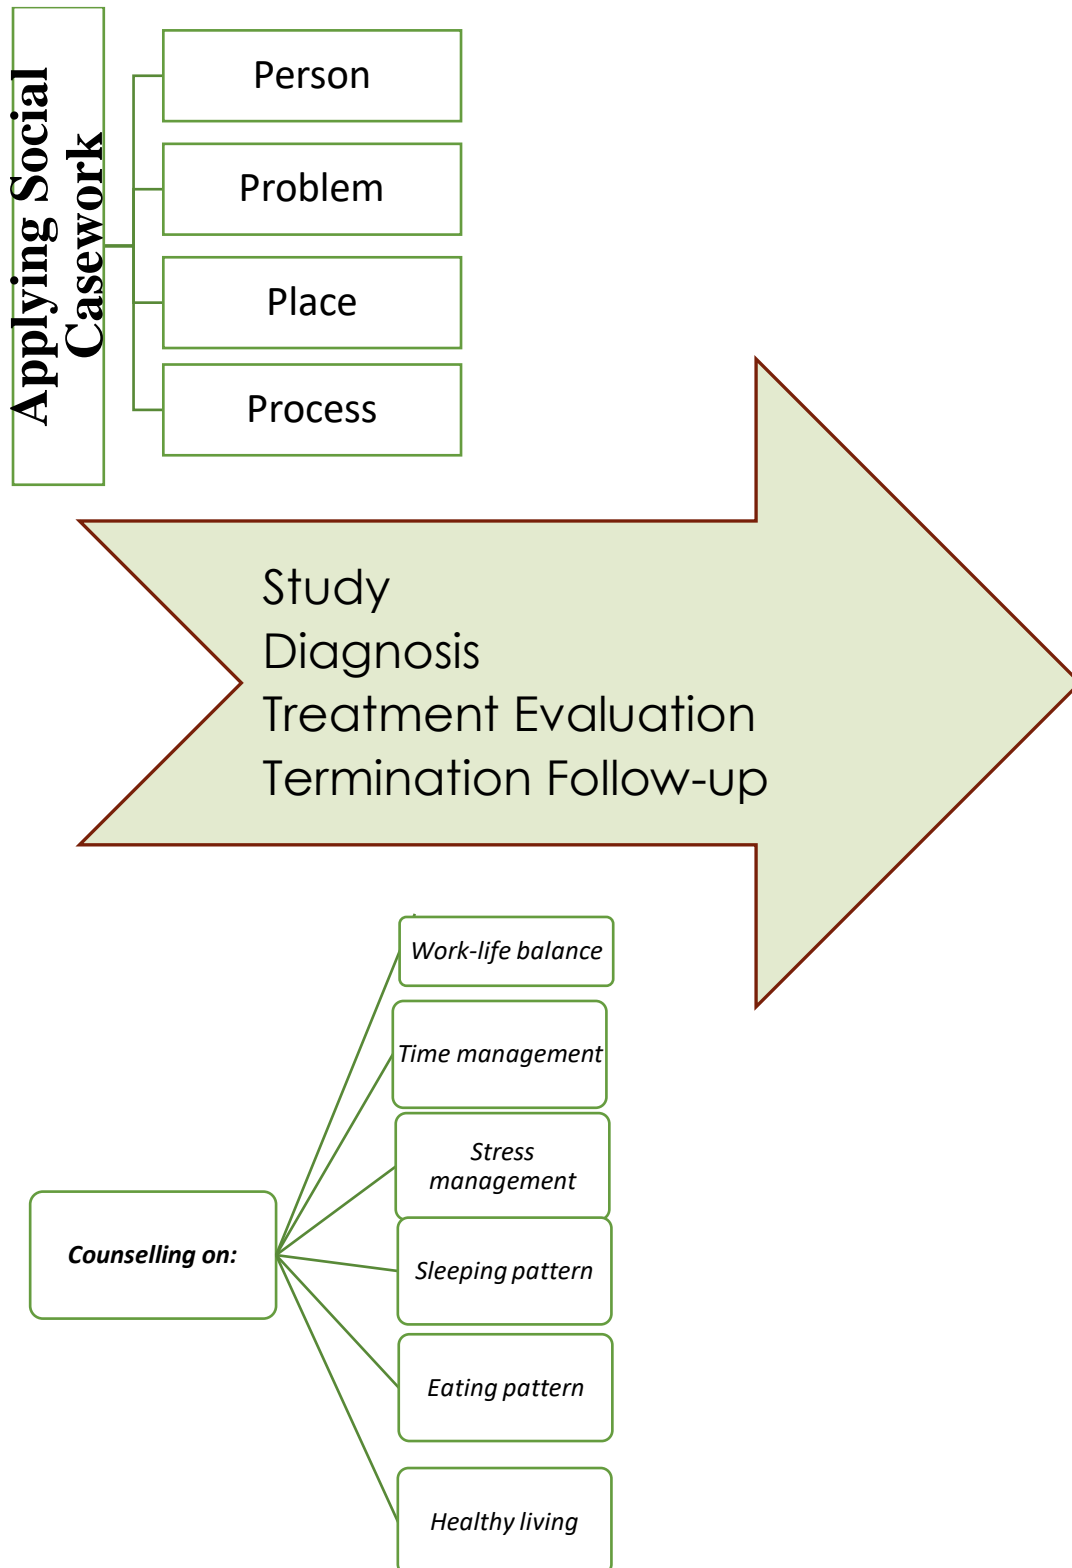 Applying Social
Casework
Person
Problem
Place
Process
Study
Diagnosis
Treatment Evaluation
Termination Follow-up
Counselling on:
Work-life balance
Time management
Stress
management
Sleeping pattern
Eating pattern
Healthy living